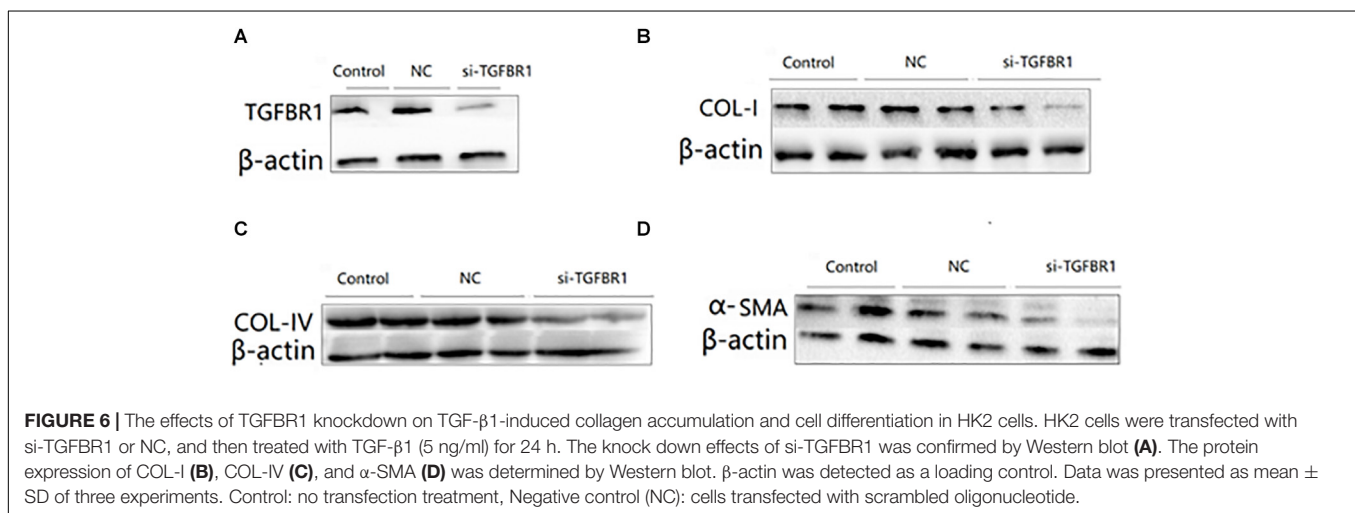 A
Control NC si-TGFBR1
TGFBR1
β-actin
B
Control NC si-TGFBR1
COL-I
β-actin
C
Control NC si-TGFBR1
COL-IV
β-actin
D
Control NC si-TGFBR1
α-SMA
β-actin
FIGURE 6 | The effects of TGFBR1 knockdown on TGF-β1-induced collagen accumulation and cell differentiation in HK2 cells. HK2 cells were transfected with
si-TGFBR1 or NC, and then treated with TGF-β1 (5 ng/ml) for 24 h. The knock down effects of si-TGFBR1 was confirmed by Western blot (A). The protein
expression of COL-I (B), COL-IV (C), and α-SMA (D) was determined by Western blot. β-actin was detected as a loading control. Data was presented as mean ±
SD of three experiments. Control: no transfection treatment, Negative control (NC): cells transfected with scrambled oligonucleotide.